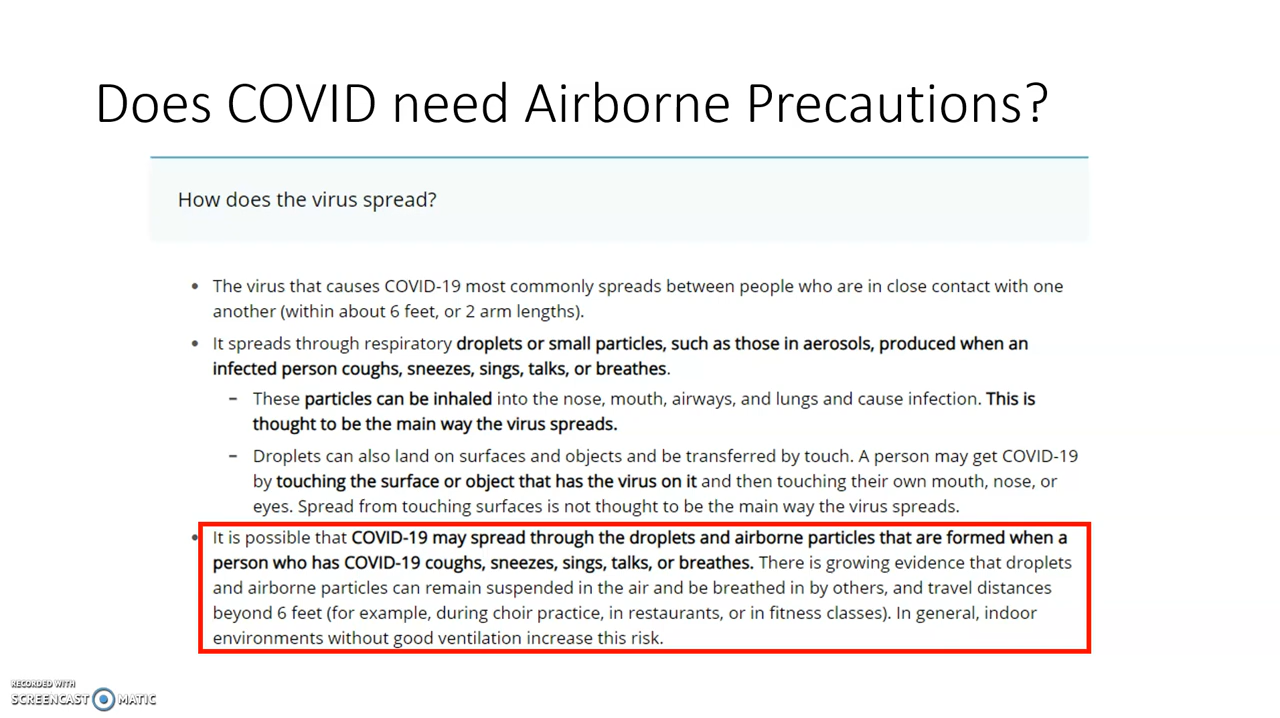 Does COVID need Airborne Precautions?
How does the virus spread?
• The virus that causes COVID-19 most commonly spreads between people who are in close contact with one
another (within about 6 feet, or 2 arm lengths).
• It spreads through respiratory droplets or small particles, such as those in aerosols, produced when an
infected person coughs, sneezes, sings, talks, or breathes.
– These particles can be inhaled into the nose, mouth, airways, and lungs and cause infection. This is
thought to be the main way the virus spreads.
– Droplets can also land on surfaces and objects and be transferred by touch. A person may get COVID-19
by touching the surface or object that has the virus on it and then touching their own mouth, nose, or
eyes. Spread from touching surfaces is not thought to be the main way the virus spreads.
• It is possible that COVID-19 may spread through the droplets and airborne particles that are formed when a
person who has COVID-19 coughs, sneezes, sings, talks, or breathes. There is growing evidence that droplets
and airborne particles can remain suspended in the air and be breathed in by others, and travel distances
beyond 6 feet (for example, during choir practice, in restaurants, or in fitness classes). In general, indoor
environments without good ventilation increase this risk.
RECORDED WITH
SCREENCAST MATIC